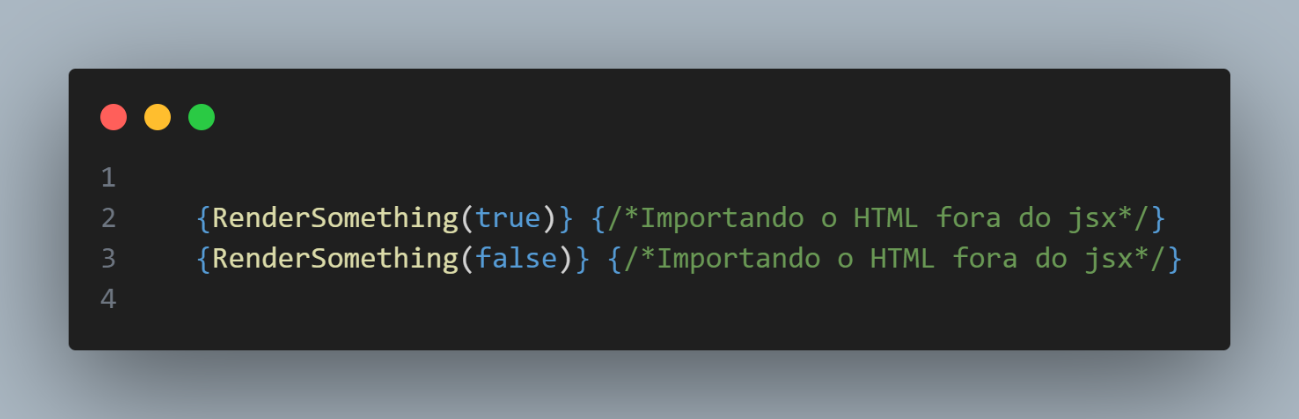 1
2 {RenderSomething(true)} {/*Importando o HTML fora do jsx*/}
3 {RenderSomething(false)} {/*Importando o HTML fora do jsx*/}
4